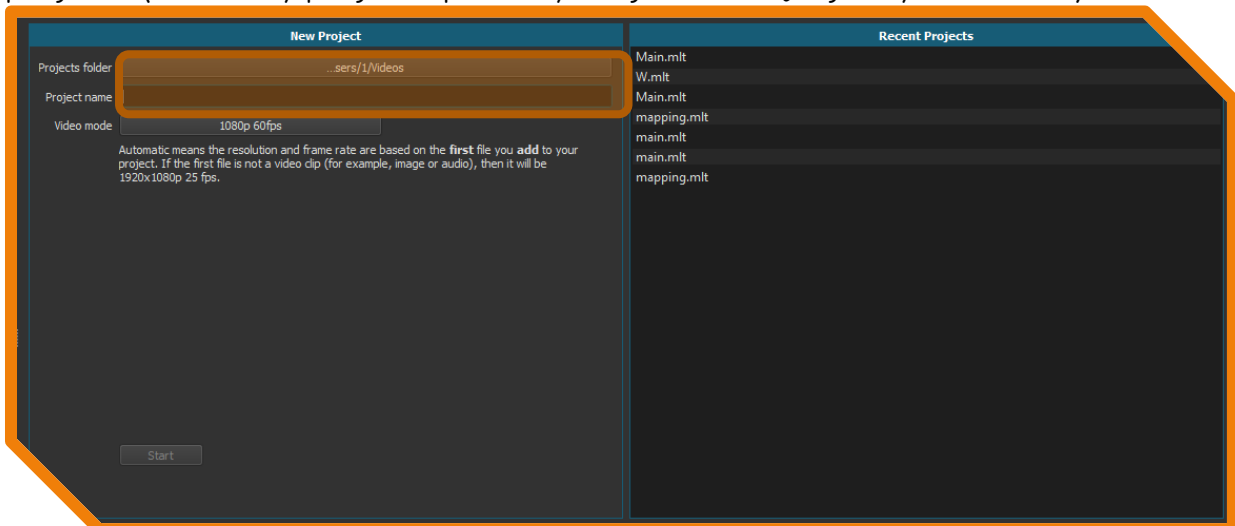 New Project
Projects folder
...sers/1/Videos
Project name
Video mode
1080p 60fps
Automatic means the resolution and frame rate are based on the first file you add to your
project. If the first file is not a video clip (for example, image or audio), then it will be
1920x1080p 25 fps.
Start
Recent Projects
Main.mlt
W.mlt
Main.mlt
mapping.mlt
main.mlt
main.mlt
mapping.mlt